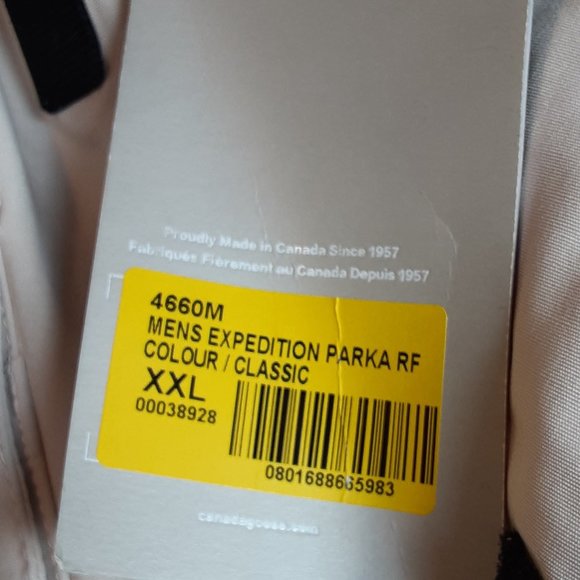 Proudly Made in Canada Since 1957
Fabriqués Fièrement au Canada Depuis 1957
4660M
MENS EXPEDITION PARKA RF
COLOUR / CLASSIC
XXL
00038928
0801688665983
canadagoose.com